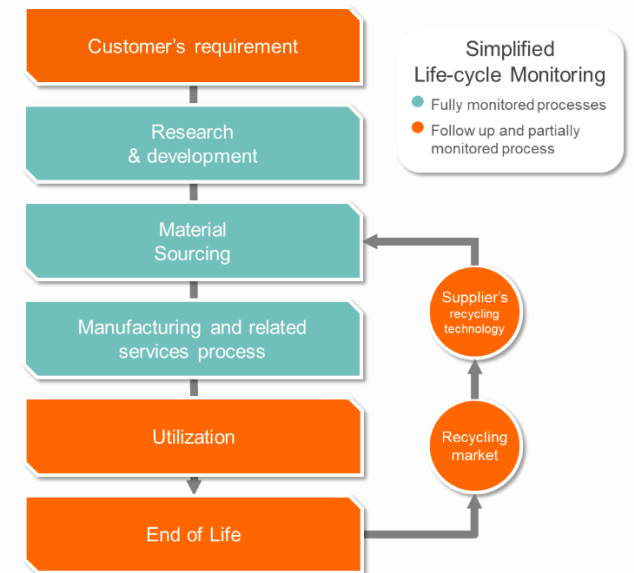 Customer's requirement
Simplified
Life-cycle Monitoring
Fully monitored processes
Follow up and partially
monitored process
Research
& development
Material
Sourcing
Supplier's
recycling
technology
Manufacturing and related
services process
Utilization
Recycling
market
End of Life